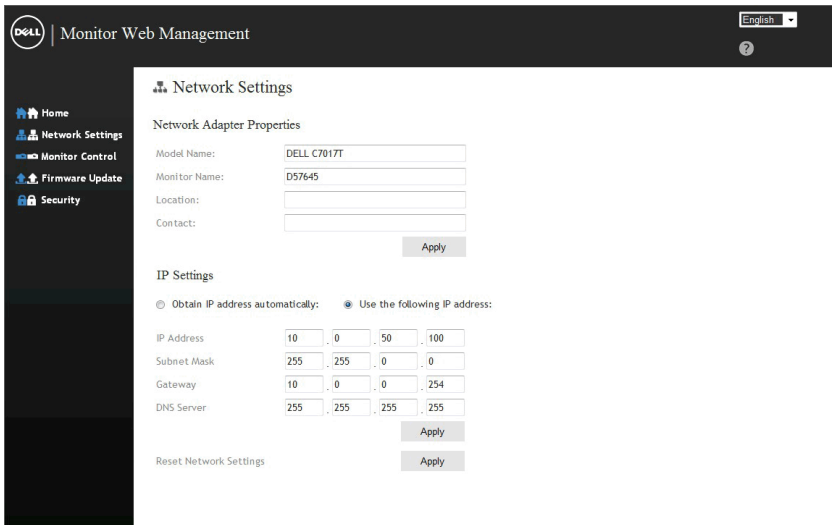 English
DELL | Monitor Web Management
?
Network Settings
Home
Network Adapter Properties
Network Settings
Model Name: DELL C7017T
Monitor Control
Monitor Name: D57645
Firmware Update
Location:
Security
Contact:
Apply
IP Settings
Obtain IP address automatically: Use the following IP address:
IP Address 10 . 0 . 50 . 100
Subnet Mask 255 . 255 . 0 . 0
Gateway 10 . 0 . 0 . 254
DNS Server 255 . 255 . 255 . 255
Apply
Reset Network Settings Apply